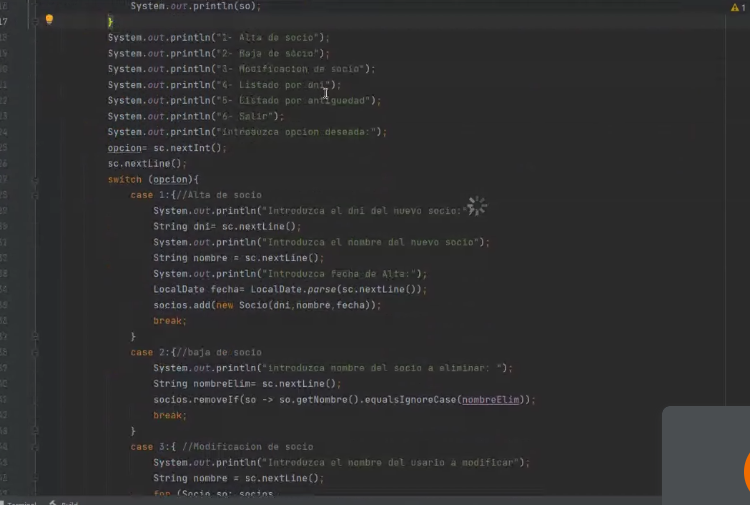 System.out.println(so);
}
System.out.println("1- Alta de socio");
System.out.println("2- Baja de socio");
System.out.println("3- Modificacion de socio");
System.out.println("4- Listado por dni");
System.out.println("5- Listado por antiguedad");
System.out.println("6- Salir");
System.out.println("introduzca opcion deseada:");
opcion= sc.nextInt();
sc.nextLine();
switch (opcion){
case 1:{//Alta de socio
System.out.println("Introduzca el dni del nuevo socio:"
String dni= sc.nextLine();
System.out.println("Introduzca el nombre del nuevo socio");
String nombre = sc.nextLine();
System.out.println("Introduzca fecha de Alta:");
LocalDate fecha= LocalDate.parse(sc.nextLine());
socios.add(new Socio(dni,nombre,fecha));
break;
}
case 2:{//baja de socio
System.out.println("introduzca nombre del socio a eliminar: ");
String nombreElim= sc.nextLine();
socios.removeIf(so -> so.getNombre().equalsIgnoreCase(nombreElim));
break;
}
case 3:{ //Modificacion de socio
System.out.println("Introduzca el nombre del usario a modificar");
String nombre = sc.nextLine();
for (Socio so: socios